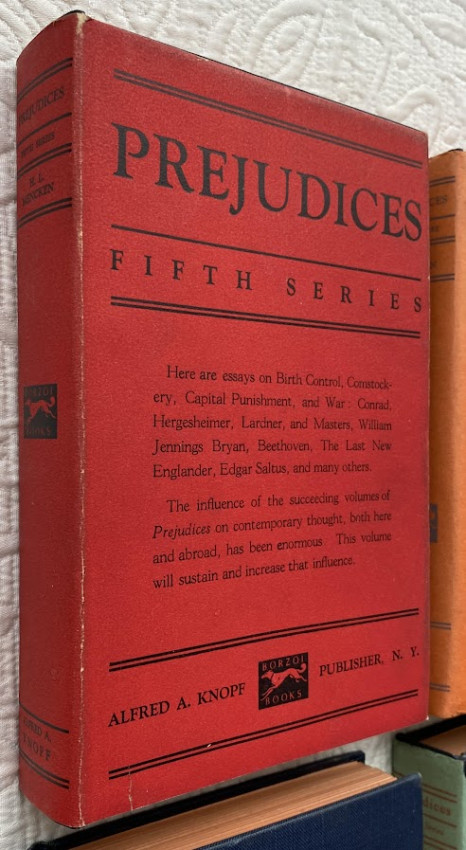 PREJUDICES
FIFTH SERIES
H. L.
MENCKEN
BORZOI
BOOKS
ALFRED A.
KNOPF
PREJUDICES
FIFTH SERIES
Here are essays on Birth Control, Comstock-
ery, Capital Punishment, and War: Conrad,
Hergesheimer, Lardner, and Masters, William
Jennings Bryan, Beethoven, The Last New
Englander, Edgar Saltus, and many others.
The influence of the succeeding volumes of
Prejudices on contemporary thought, both here
and abroad, has been enormous. This volume
will sustain and increase that influence.
ALFRED A. KNOPF
BORZOI
BOOKS
PUBLISHER, N. Y.